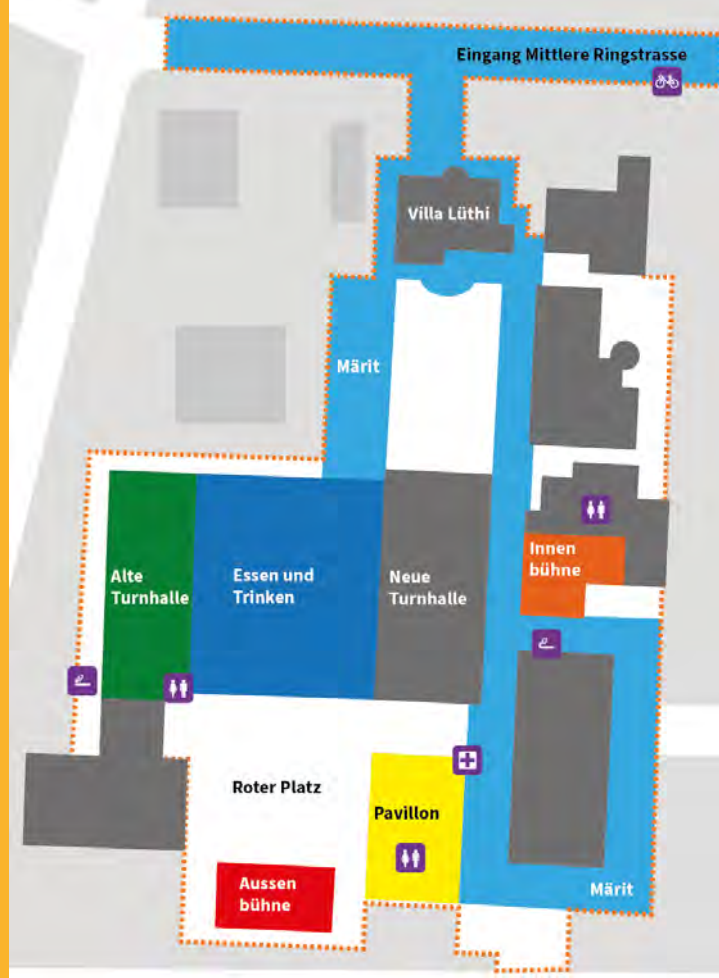 Eingang Mittlere Ringstrasse
Villa Lüthi
Märit
Alte
Turnhalle
Essen und
Trinken
Neue
Turnhalle
Innen
bühne
Roter Platz
Pavillon
Aussen
bühne
Märit